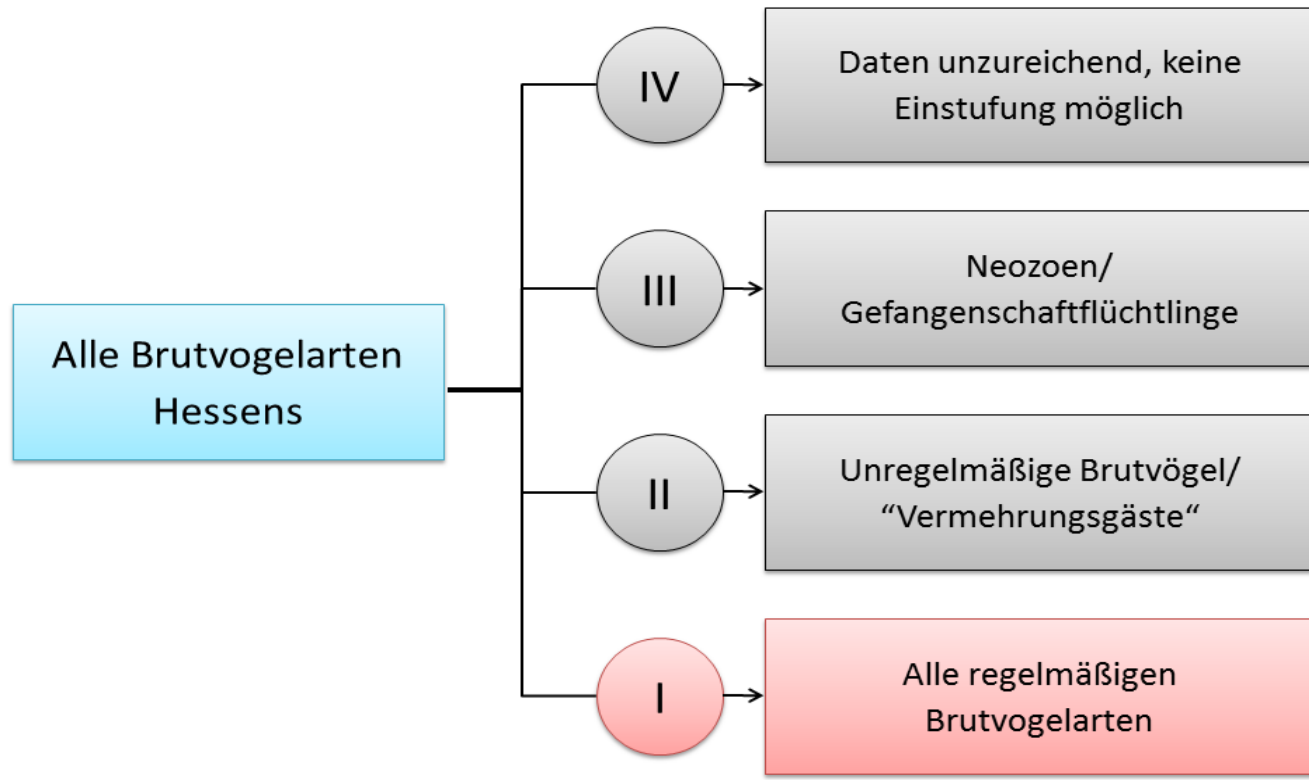 Alle Brutvogelarten
Hessens
IV
Daten unzureichend, keine
Einstufung möglich
III
Neozoen/
Gefangenschaftflüchtlinge
II
Unregelmäßige Brutvögel/
“Vermehrungsgäste“
I
Alle regelmäßigen
Brutvogelarten